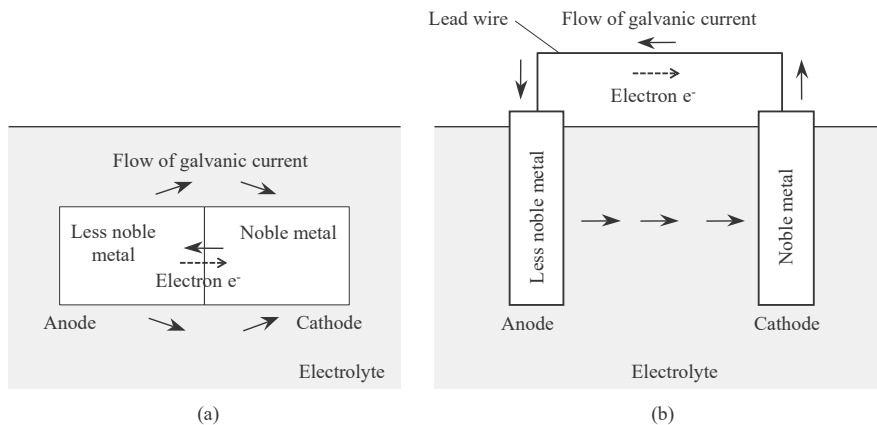 Flow of galvanic current
Less noble
metal
Noble metal
Electron e-
Anode
Cathode
Electrolyte
(a)
Lead wire
Flow of galvanic current
Electron e-
Less noble metal
Noble metal
Anode
Cathode
Electrolyte
(b)